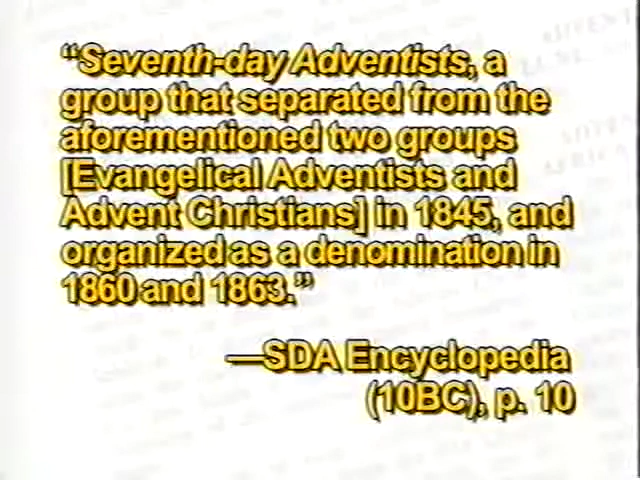 “Seventh-day Adventists, a
group that separated from the
aforementioned two groups
[Evangelical Adventists and
Advent Christians] in 1845, and
organized as a denomination in
1860 and 1863.”
—SDA Encyclopedia
(10BC), p. 10